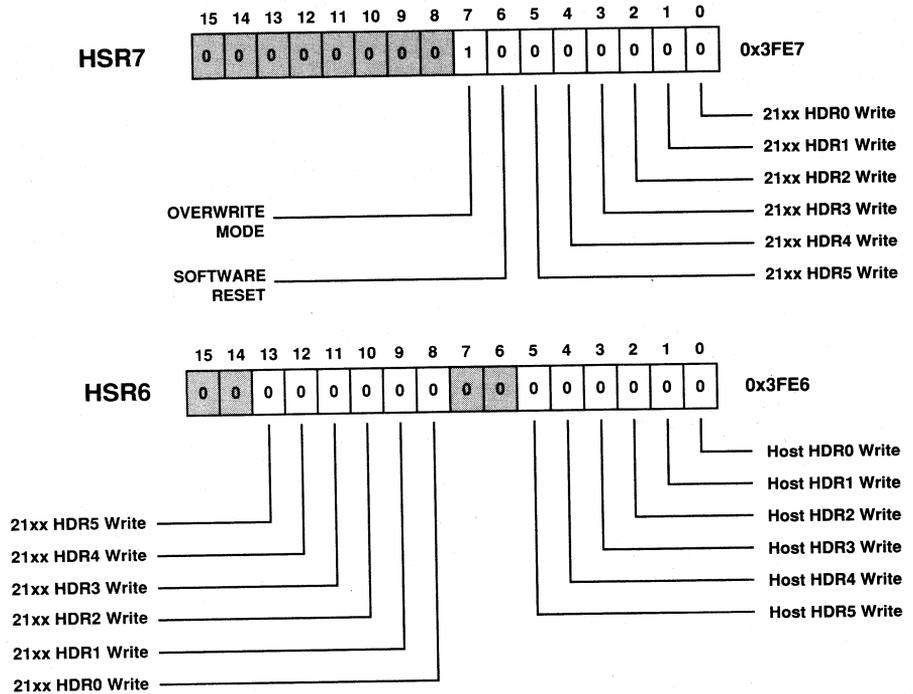 15 14 13 12 11 10 9 8 7 6 5 4 3 2 1 0
HSR7 0 0 0 0 0 0 0 0 1 0 0 0 0 0 0 0 0x3FE7
21xx HDR0 Write
21xx HDR1 Write
21xx HDR2 Write
OVERWRITE 21xx HDR3 Write
MODE
21xx HDR4 Write
SOFTWARE 21xx HDR5 Write
RESET
15 14 13 12 11 10 9 8 7 6 5 4 3 2 1 0
HSR6 0 0 0 0 0 0 0 0 0 0 0 0 0 0 0 0 0x3FE6
Host HDR0 Write
Host HDR1 Write
21xx HDR5 Write Host HDR2 Write
21xx HDR4 Write Host HDR3 Write
21xx HDR3 Write Host HDR4 Write
21xx HDR2 Write Host HDR5 Write
21xx HDR1 Write
21xx HDR0 Write